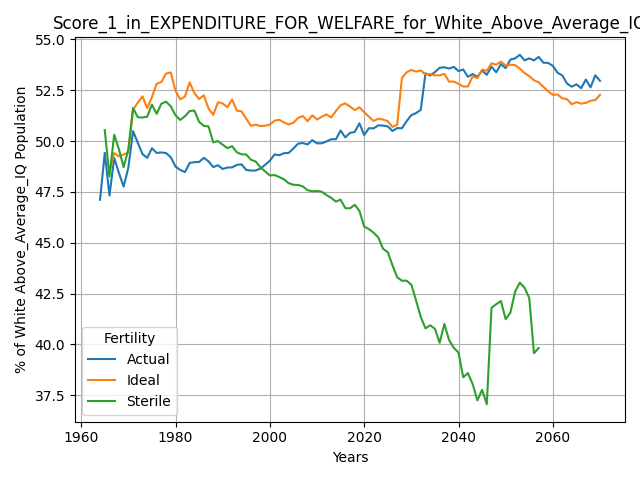 Score_1_in_EXPENDITURE_FOR_WELFARE_for_White_Above_Average_IQ
% of White Above_Average_IQ Population
55.0
52.5
50.0
47.5
45.0
42.5
40.0
37.5
Fertility
Actual
Ideal
Sterile
1960 1980 2000 2020 2040 2060
Years